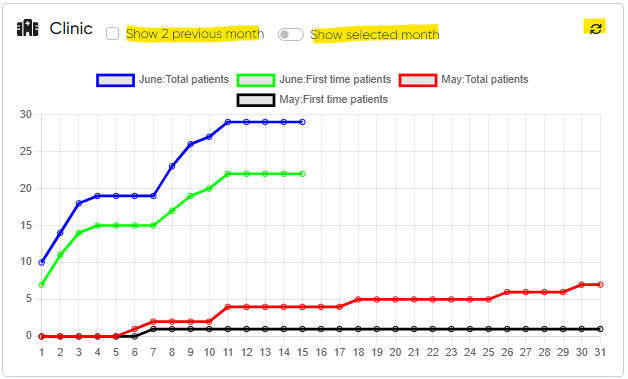 Clinic Show 2 previous month Show selected month
June:Total patients June:First time patients May:Total patients
May:First time patients
30
25
20
15
10
5
0
1 2 3 4 5 6 7 8 9 10 11 12 13 14 15 16 17 18 19 20 21 22 23 24 25 26 27 28 29 30 31